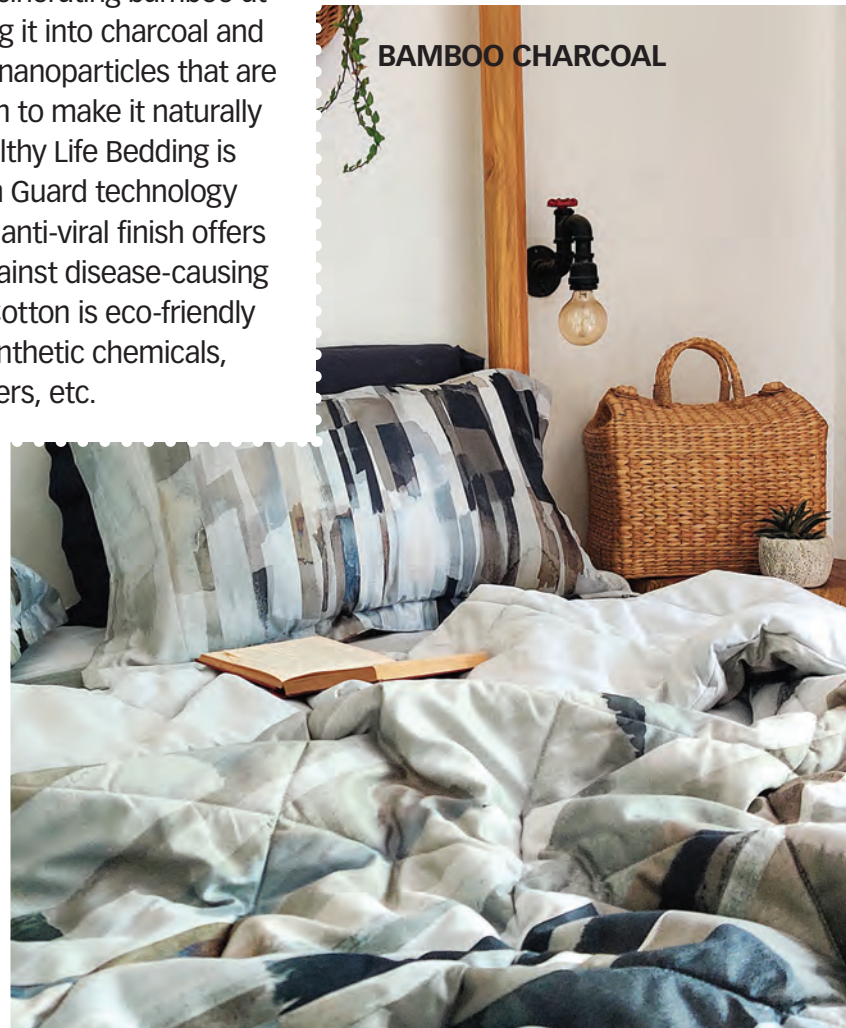 bamboo at
g it into charcoal and
nanoparticles that are
to make it naturally
lthy Life Bedding is
Guard technology
anti-viral finish offers
ainst disease-causing
otton is eco-friendly
nthetic chemicals,
ers, etc.
BAMBOO CHARCOAL